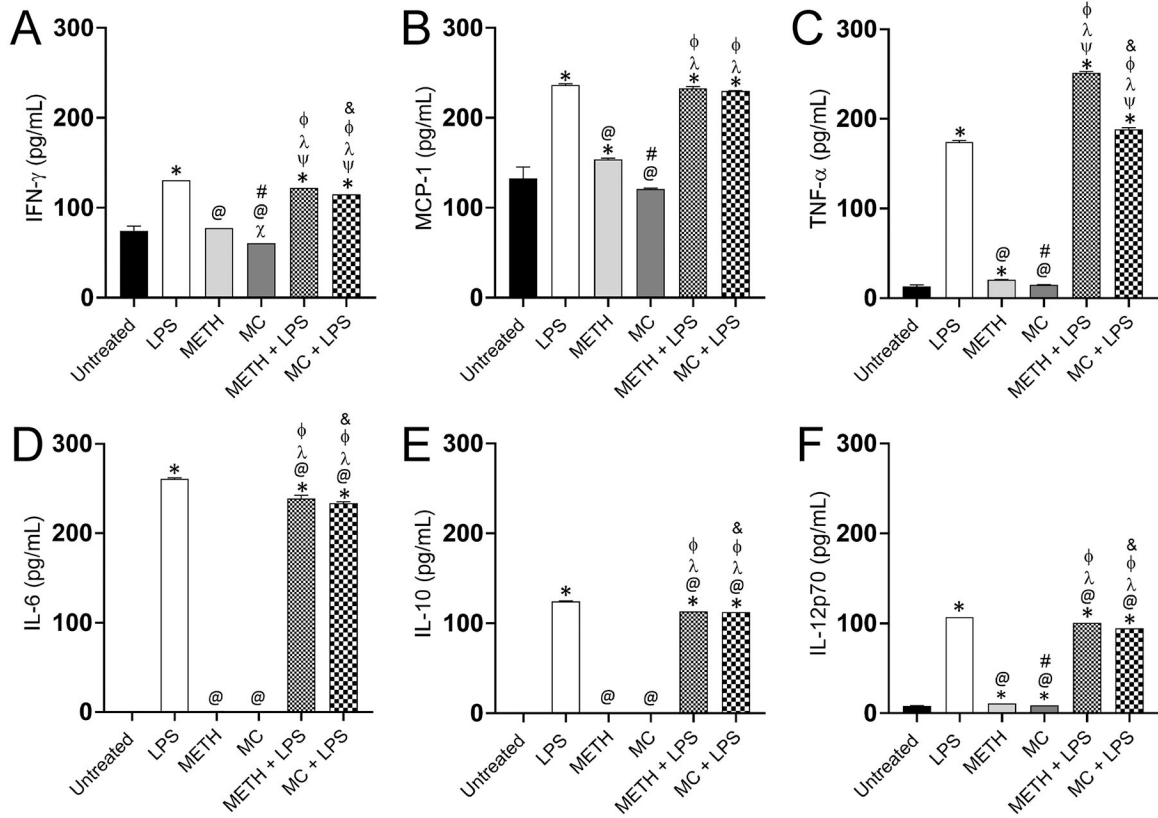 A
IFN-γ (pg/mL)
300
200
100
0
*
@
#
@
χ
ϕ
λ
ψ
*
&
ϕ
λ
ψ
*
Untreated
LPS
METH
MC
METH + LPS
MC + LPS
B
MCP-1 (pg/mL)
300
200
100
0
*
@
*
#
@
ϕ
λ
*
ϕ
λ
*
Untreated
LPS
METH
MC
METH + LPS
MC + LPS
C
TNF-α (pg/mL)
300
200
100
0
*
@
*
#
@
ϕ
λ
ψ
*
&
ϕ
λ
ψ
*
Untreated
LPS
METH
MC
METH + LPS
MC + LPS
D
IL-6 (pg/mL)
300
200
100
0
*
@
@
ϕ
λ
@
*
&
ϕ
λ
@
*
Untreated
LPS
METH
MC
METH + LPS
MC + LPS
E
IL-10 (pg/mL)
300
200
100
0
*
@
@
ϕ
λ
@
*
&
ϕ
λ
@
*
Untreated
LPS
METH
MC
METH + LPS
MC + LPS
F
IL-12p70 (pg/mL)
300
200
100
0
*
@
*
#
@
*
ϕ
λ
@
*
&
ϕ
λ
@
*
Untreated
LPS
METH
MC
METH + LPS
MC + LPS